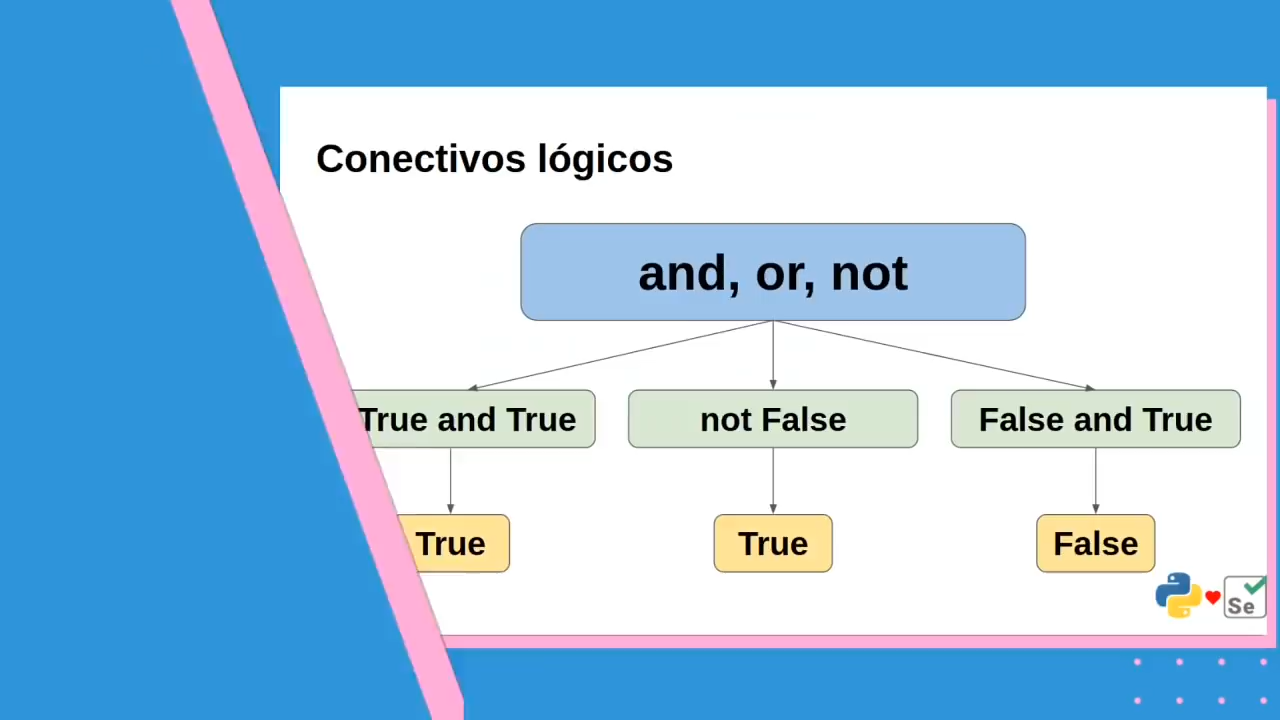 Conectivos lógicos
and, or, not
True and True
not False
False and True
True
True
False
Se